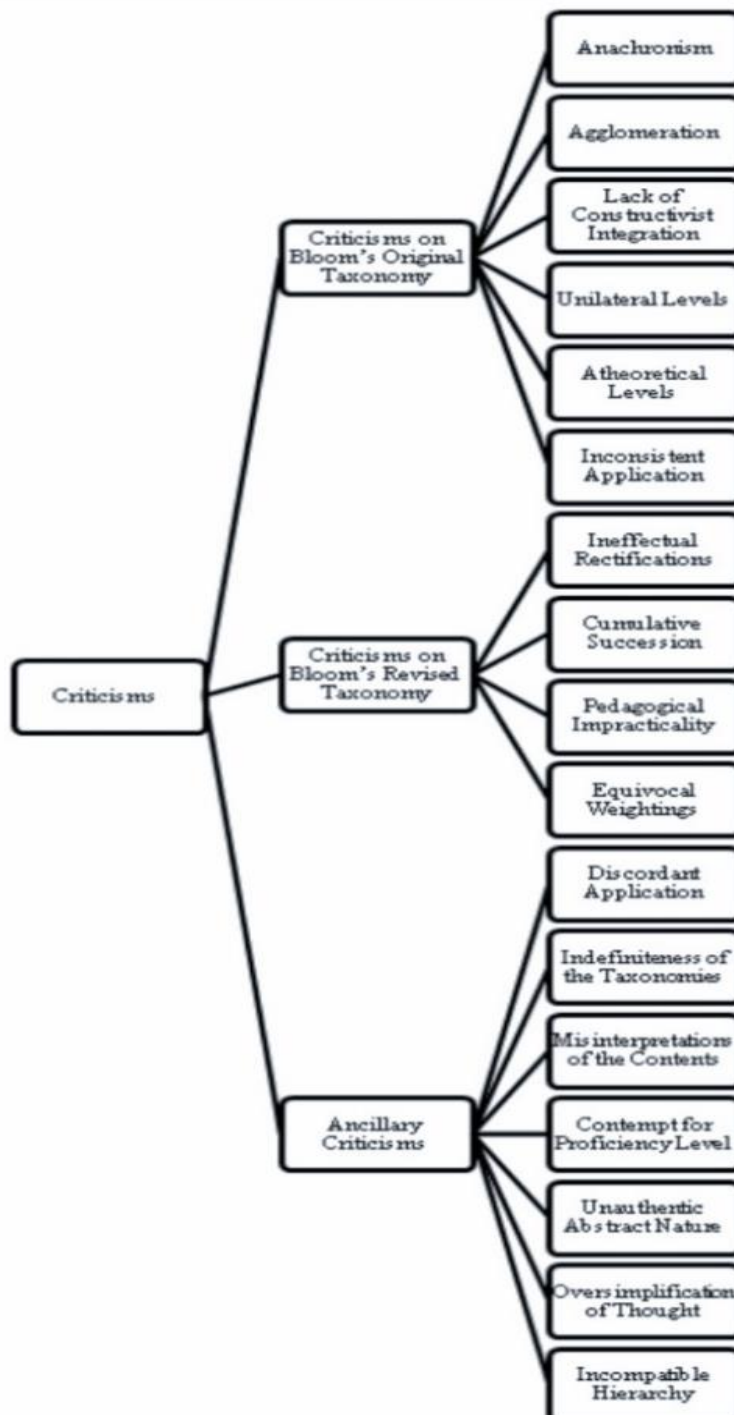 Criticisms
Criticisms on
Bloom's Original
Taxonomy
Anachronism
Agglomeration
Lack of
Constructivist
Integration
Unilateral Levels
Atheoretical
Levels
Inconsistent
Application
Criticisms on
Bloom's Revised
Taxonomy
Ineffectual
Rectifications
Cumulative
Succession
Pedagogical
Impracticality
Equivocal
Weightings
Ancillary
Criticisms
Discordant
Application
Indefiniteness of
the Taxonomies
Misinterpretations
of the Contents
Contempt for
Proficiency Level
Unauthentic
Abstract Nature
Oversimplification
of Thought
Incompatible
Hierarchy